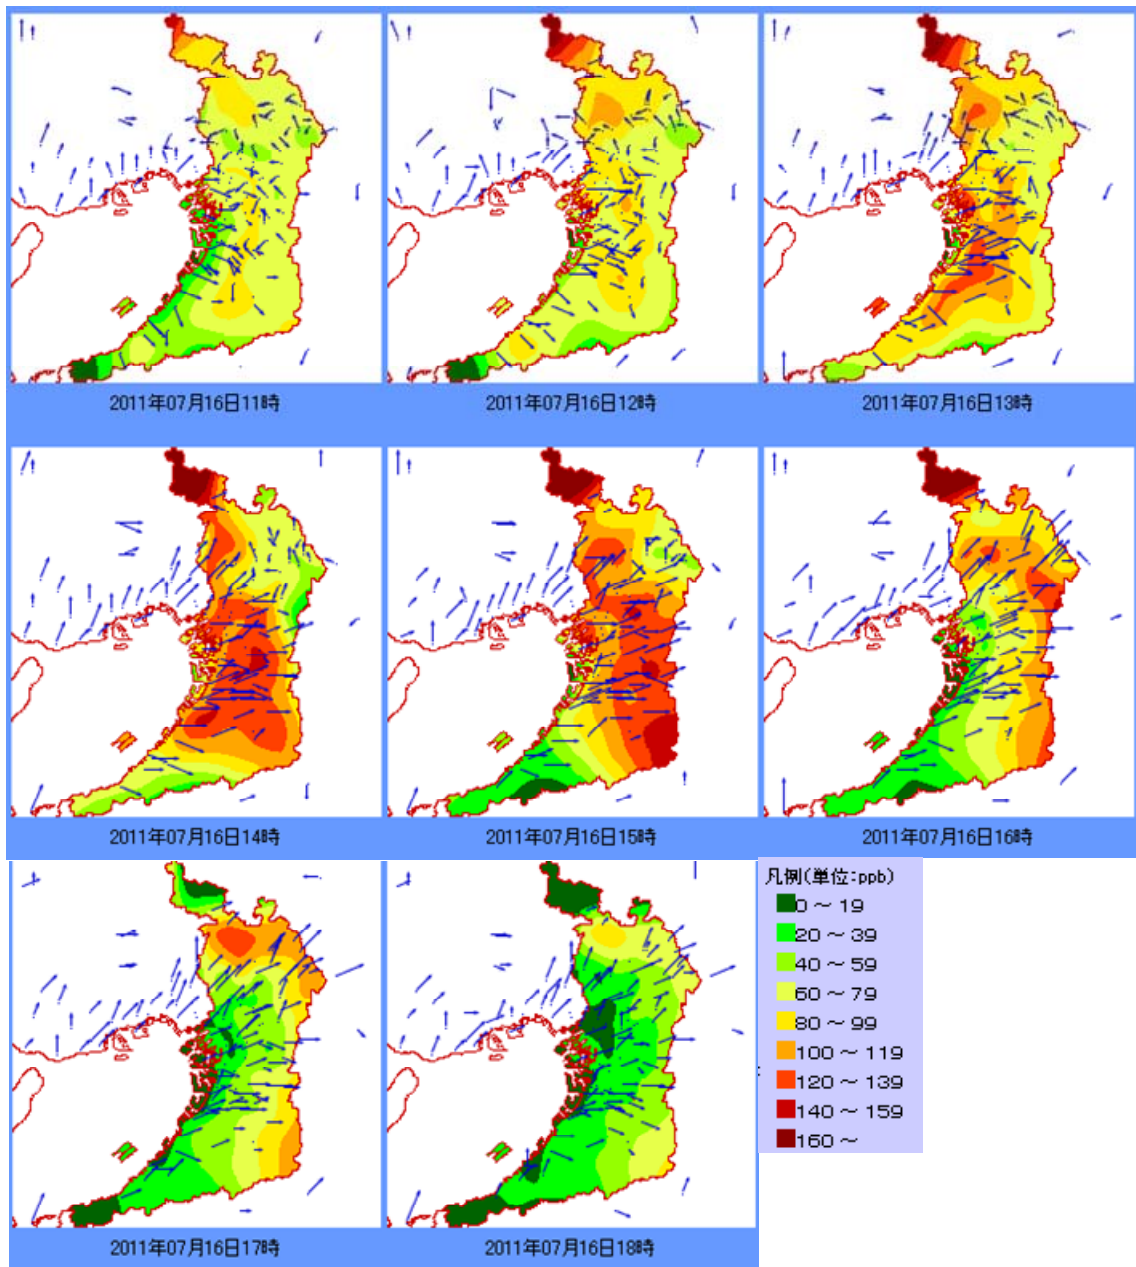 2011年07月16日11時
2011年07月16日12時
2011年07月16日13時
2011年07月16日14時
2011年07月16日15時
2011年07月16日16時
2011年07月16日17時
2011年07月16日18時
凡例(単位:ppb)
0 ～ 19
20 ～ 39
40 ～ 59
60 ～ 79
80 ～ 99
100 ～ 119
120 ～ 139
140 ～ 159
160 ～